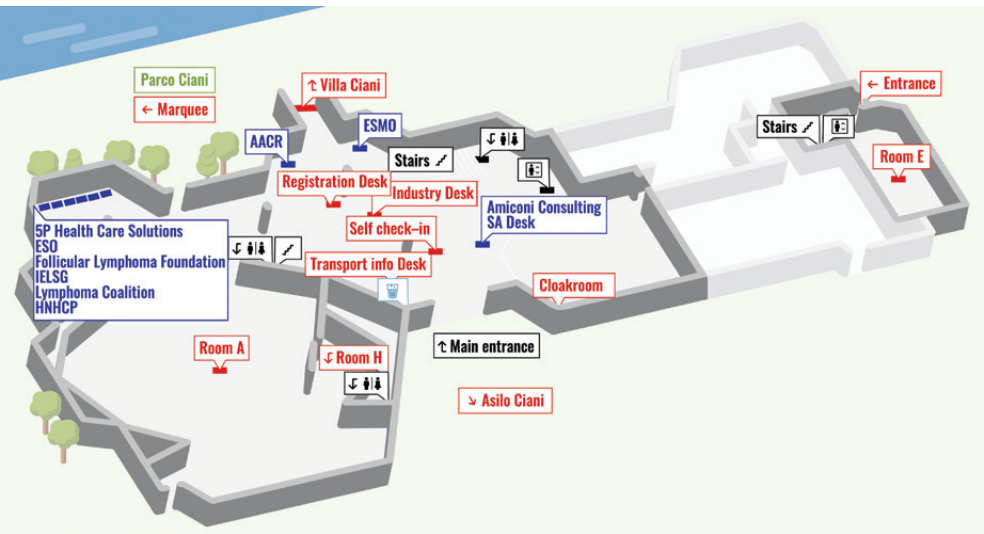 Parco Ciani
← Marquee
↑ Villa Ciani
← Entrance
ESMO
AACR
Stairs
Stairs
Room E
Registration Desk
Industry Desk
Amiconi Consulting
SA Desk
Self check–in
5P Health Care Solutions
ESO
Follicular Lymphoma Foundation
IELSG
Lymphoma Coalition
HNHCP
Transport info Desk
Cloakroom
Room A
Room H
Main entrance
↘ Asilo Ciani